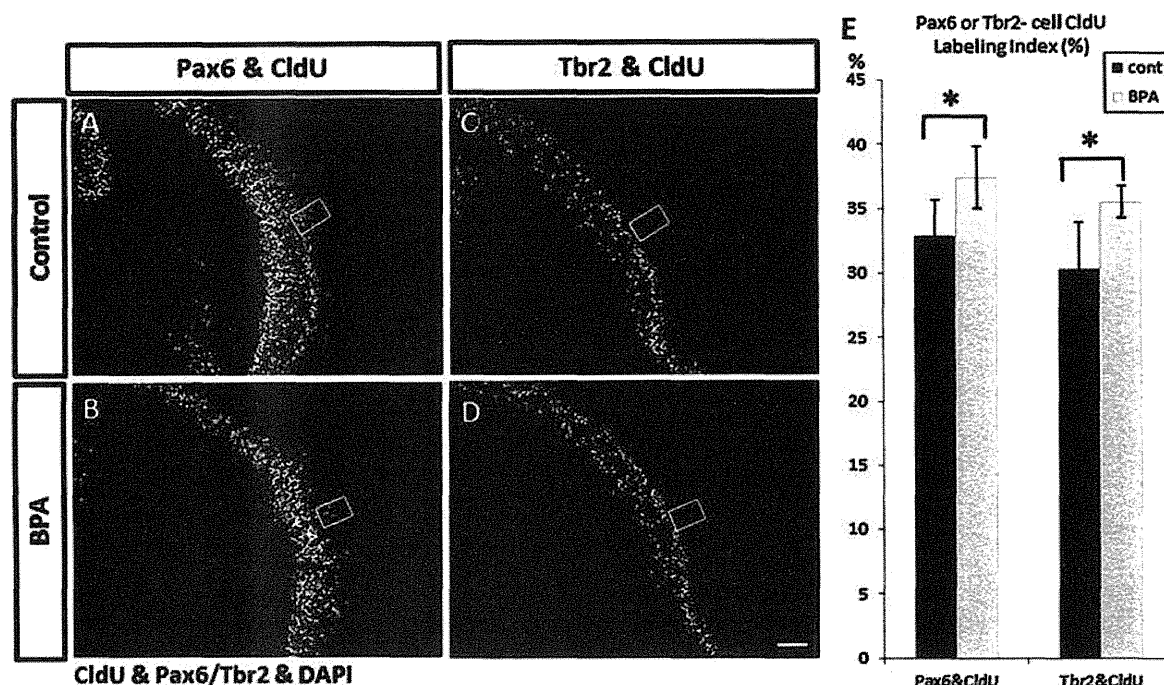 Pax6 & CldU
Tbr2 & CldU
Control
BPA
A
C
B
D
CldU & Pax6/Tbr2 & DAPI
E
Pax6 or Tbr2- cell CldU
Labeling Index (%)
%
cont
BPA
45
40
35
30
25
20
15
10
5
0
*
*
Pax6&CldU
Tbr2&CldU